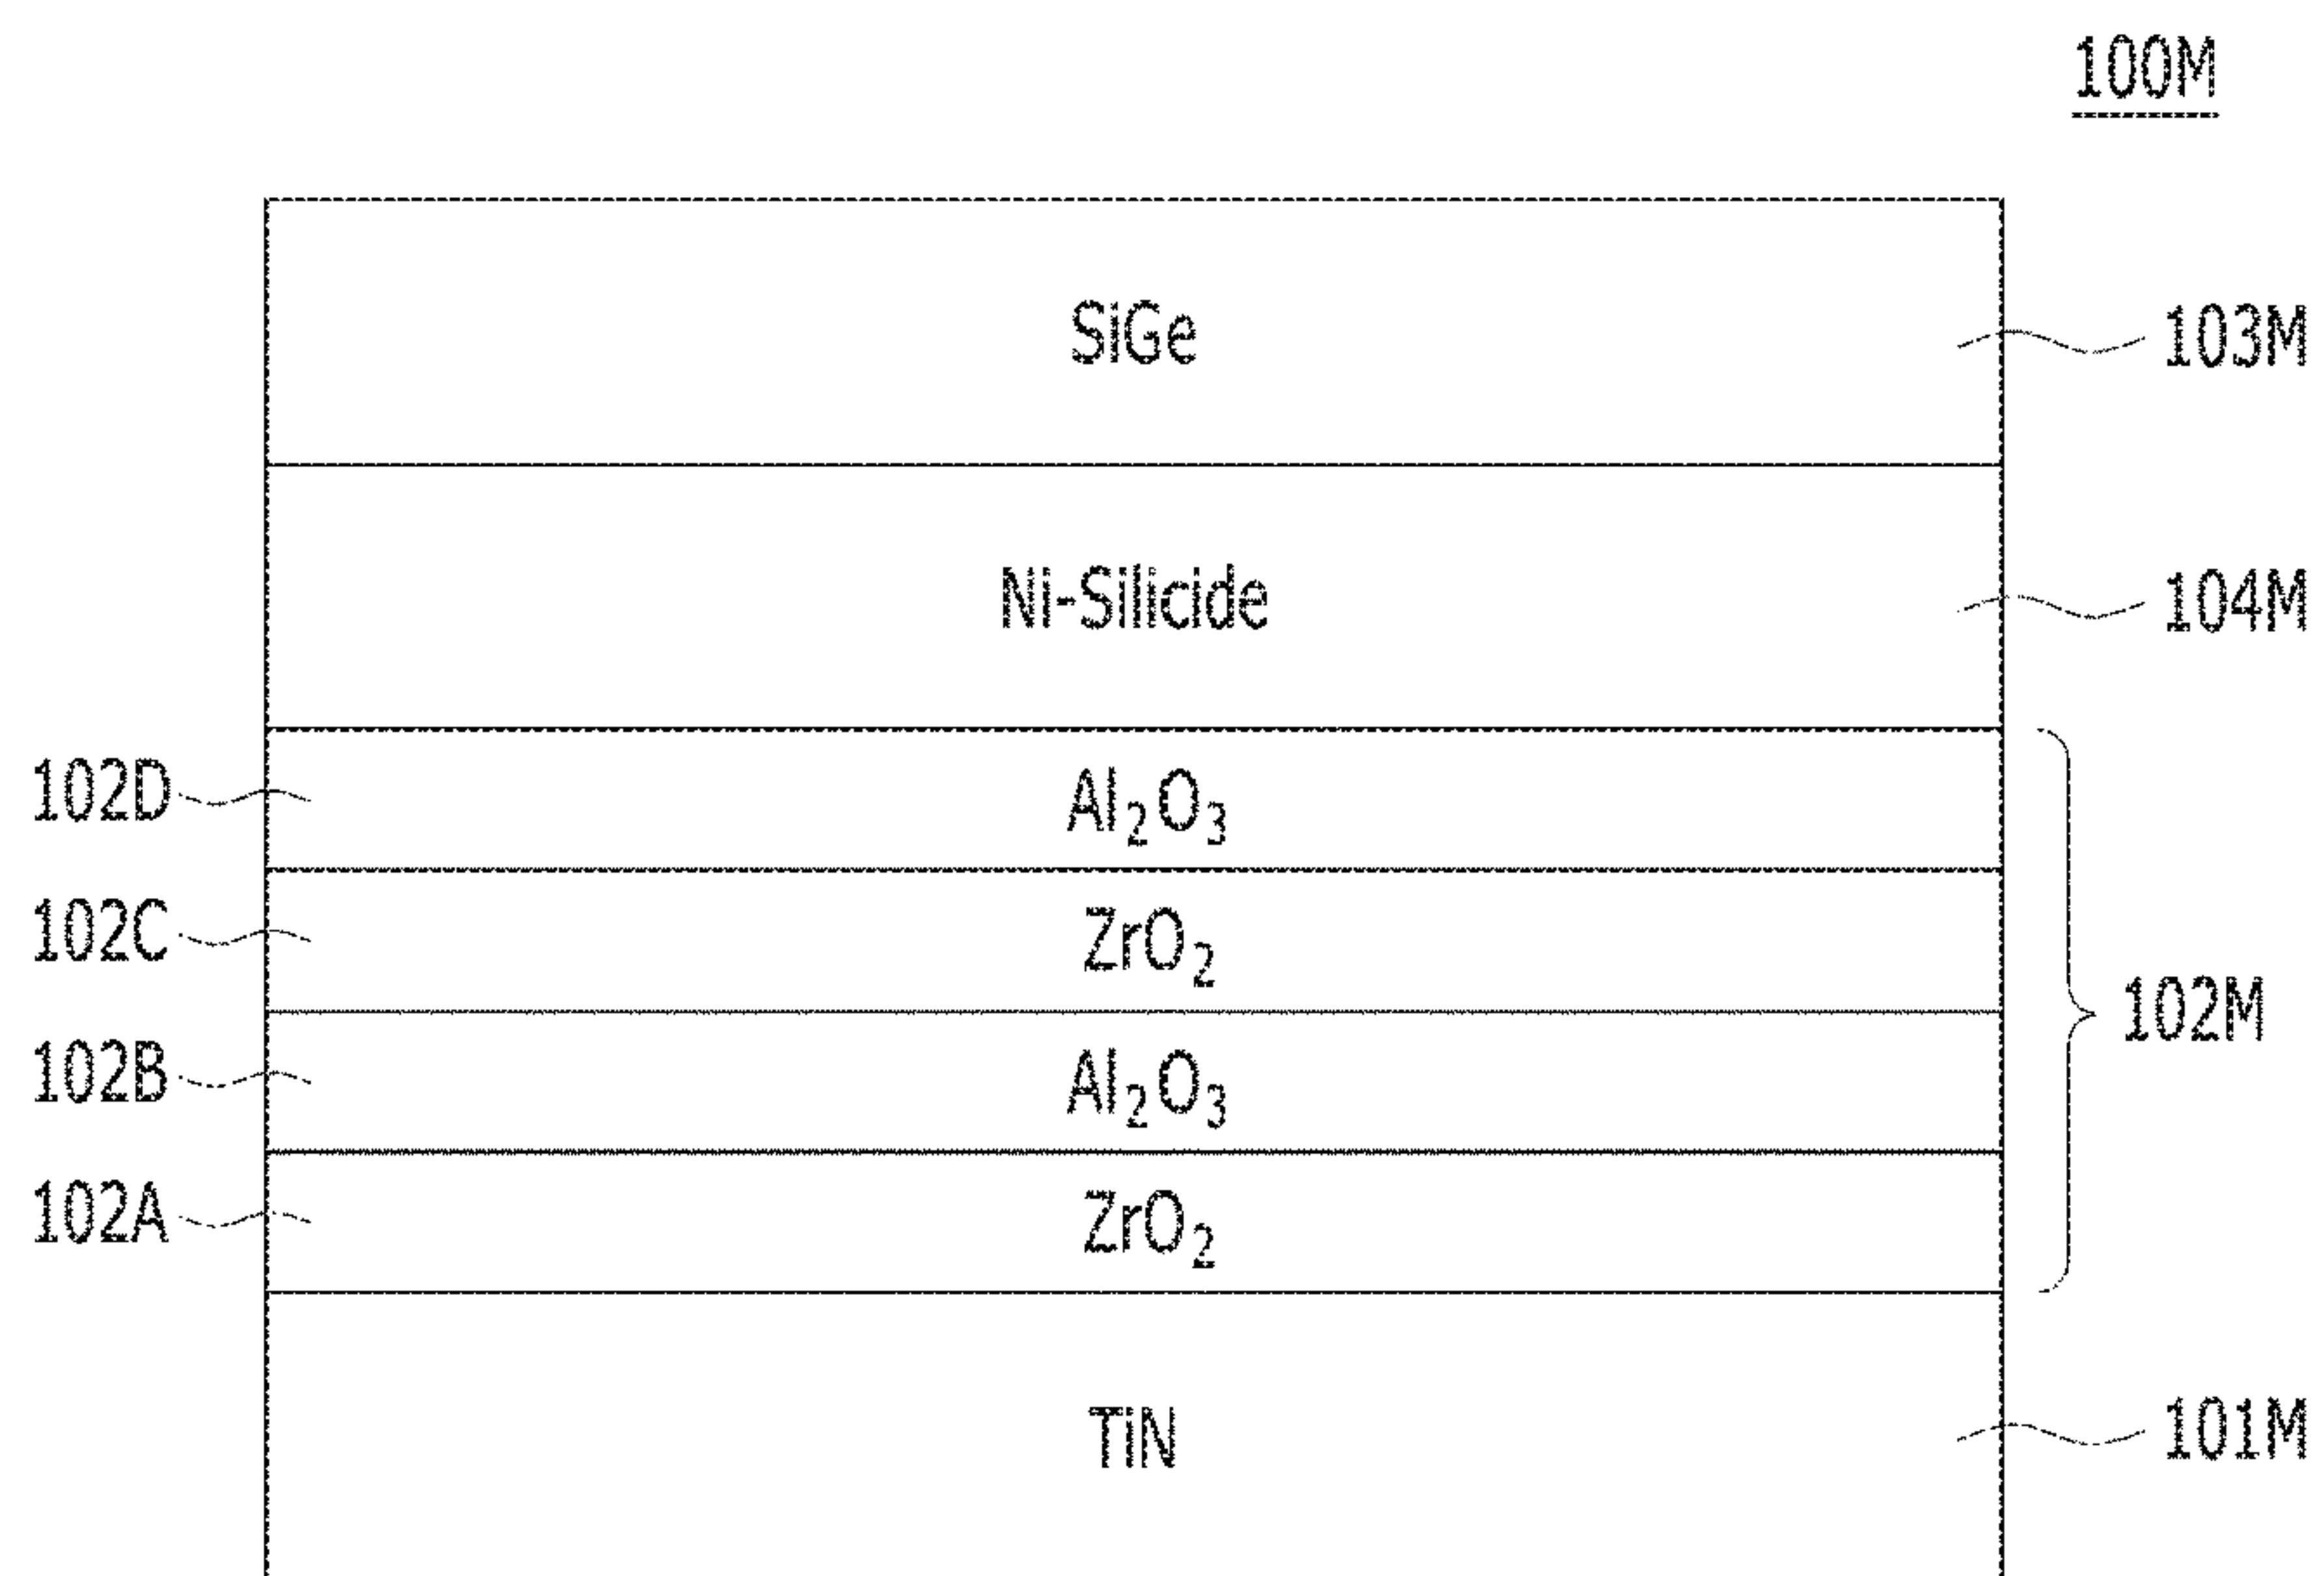 100M
SiGe
103M
Ni-Silicide
104M
102D
Al₂O₃
102C
ZrO₂
102M
102B
Al₂O₃
102A
ZrO₂
TiN
101M